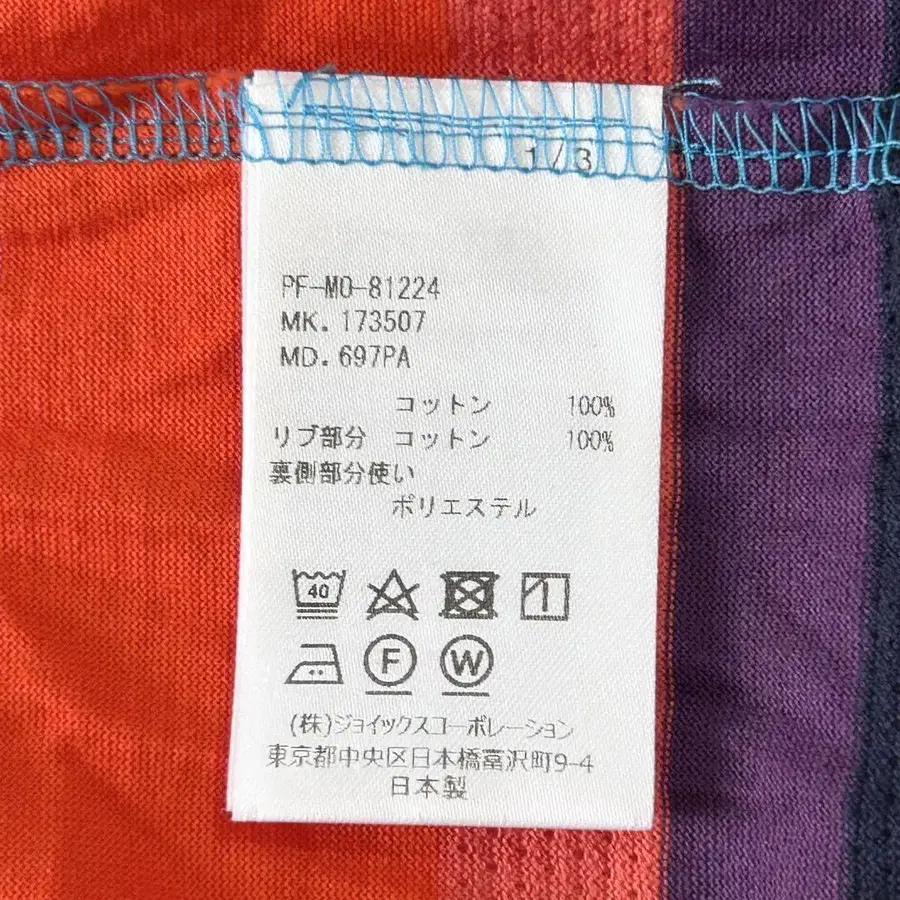 1/3
PF-MO-81224
MK. 173507
MD. 697PA
コットン 100%
リブ部分 コットン 100%
裏側部分使い
ポリエステル
40
F W
(株)ジョイックスコーポレーション
東京都中央区日本橋富沢町9-4
日本製